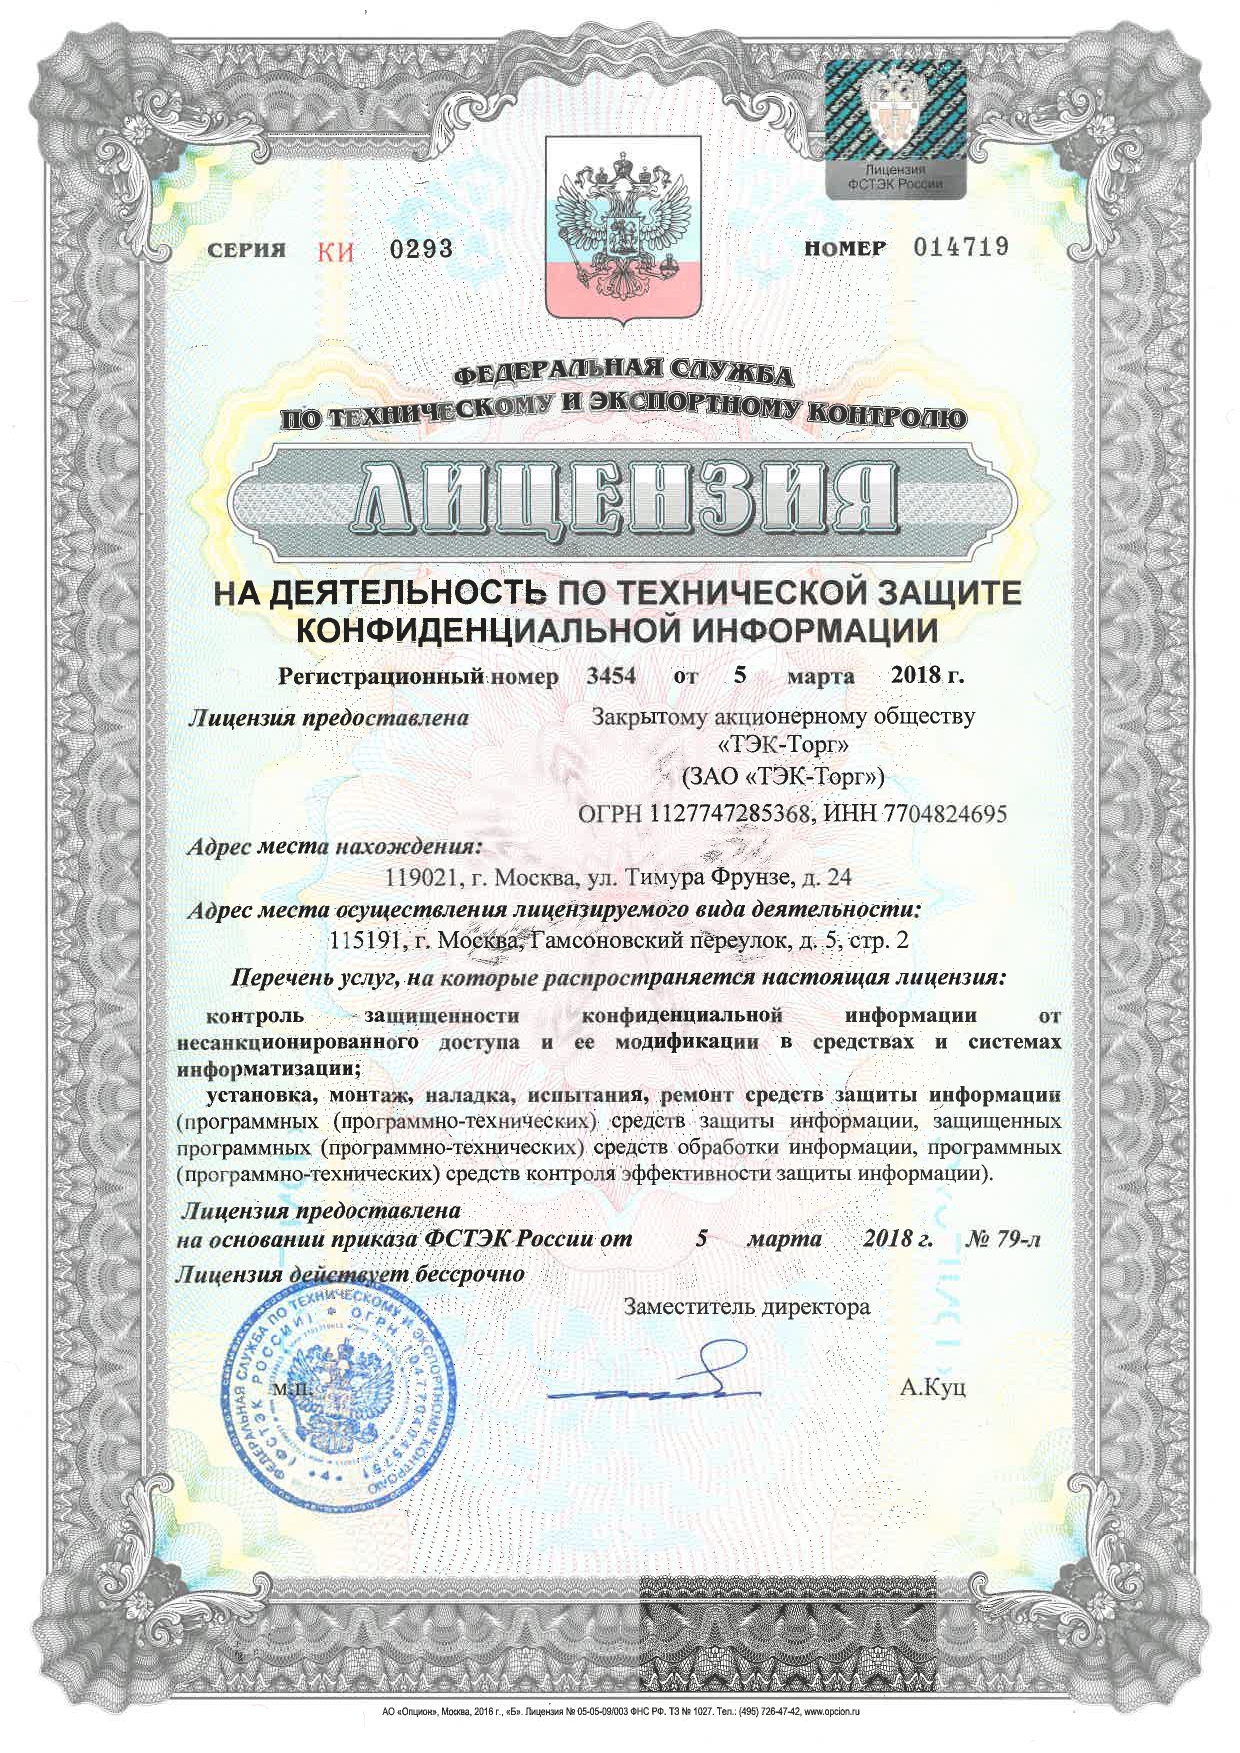 Лицензия
ФСТЭК России
СЕРИЯ КИ 0293 НОМЕР 014719
ФЕДЕРАЛЬНАЯ СЛУЖБА
ПО ТЕХНИЧЕСКОМУ И ЭКСПОРТНОМУ КОНТРОЛЮ
ЛИЦЕНЗИЯ
НА ДЕЯТЕЛЬНОСТЬ ПО ТЕХНИЧЕСКОЙ ЗАЩИТЕ
КОНФИДЕНЦИАЛЬНОЙ ИНФОРМАЦИИ
Регистрационный номер 3454 от 5 марта 2018 г.
Лицензия предоставлена Закрытому акционерному обществу
«ТЭК-Торг»
(ЗАО «ТЭК-Торг»)
ОГРН 1127747285368, ИНН 7704824695
Адрес места нахождения:
119021, г. Москва, ул. Тимура Фрунзе, д. 24
Адрес места осуществления лицензируемого вида деятельности:
115191, г. Москва, Гамсоновский переулок, д. 5, стр. 2
Перечень услуг, на которые распространяется настоящая лицензия:
контроль защищенности конфиденциальной информации от
несанкционированного доступа и ее модификации в средствах и системах
информатизации;
установка, монтаж, наладка, испытания, ремонт средств защиты информации
(программных (программно-технических) средств защиты информации, защищенных
программных (программно-технических) средств обработки информации, программных
(программно-технических) средств контроля эффективности защиты информации).
Лицензия предоставлена
на основании приказа ФСТЭК России от 5 марта 2018 г. № 79-л
Лицензия действует бессрочно
Заместитель директора
м.п. А.Куц
ФЕДЕРАЛЬНАЯ СЛУЖБА ПО ТЕХНИЧЕСКОМУ И ЭКСПОРТНОМУ КОНТРОЛЮ
(ФСТЭК РОССИИ) * ОГРН
АО «Опцион», Москва, 2016 г., «Б». Лицензия № 05-05-09/003 ФНС РФ. ТЗ № 1027. Тел.: (495) 726-47-42, www.opcion.ru